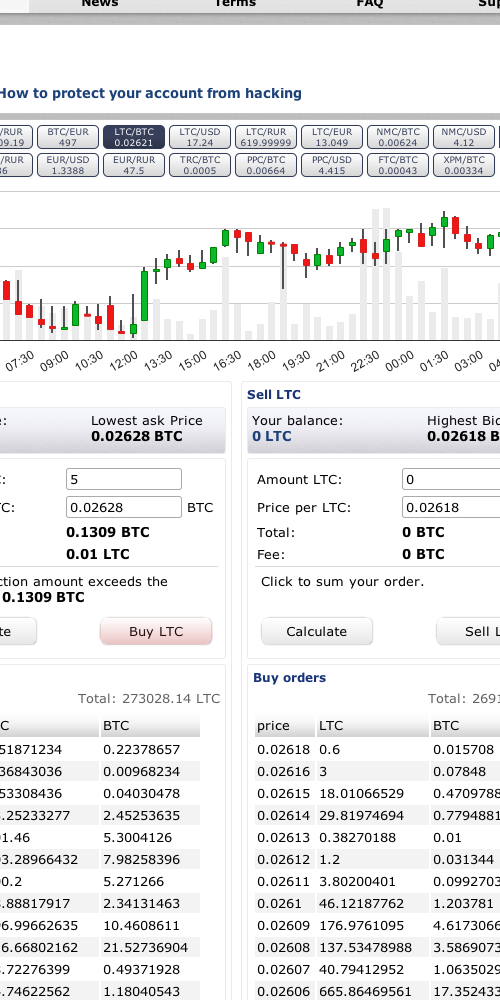 News Terms FAQ
How to protect your account from hacking
/RUR BTC/EUR LTC/BTC LTC/USD LTC/RUR LTC/EUR NMC/BTC NMC/USD
09.19 497 0.02621 17.24 619.99999 13.049 0.00624 4.12
/RUR EUR/USD EUR/RUR TRC/BTC PPC/BTC PPC/USD FTC/BTC XPM/BTC
36 1.3388 47.5 0.0005 0.00664 4.415 0.00043 0.00334
07:30 09:00 10:30 12:00 13:30 15:00 16:30 18:00 19:30 21:00 22:30 00:00 01:30 03:00
Sell LTC
Lowest ask Price
0.02628 BTC
Your balance: Highest Bid
0 LTC 0.02618 B
C: 5
TC: 0.02628 BTC
0.1309 BTC
0.01 LTC
ction amount exceeds the
0.1309 BTC
te Buy LTC
Amount LTC: 0
Price per LTC: 0.02618
Total: 0 BTC
Fee: 0 BTC
Click to sum your order.
Calculate Sell L
Total: 273028.14 LTC
C BTC
51871234 0.22378657
36843036 0.00968234
53308436 0.04030478
.25233277 2.45253635
01.46 5.3004126
03.28966432 7.98258396
00.2 5.271266
.88817917 2.34131463
96.99662635 10.4608611
16.66802162 21.52736904
.72276399 0.49371928
.74622562 1.18040543
Buy orders
Total: 2691
price LTC BTC
0.02618 0.6 0.015708
0.02616 3 0.07848
0.02615 18.01066529 0.4709788
0.02614 29.81974694 0.7794881
0.02613 0.38270188 0.01
0.02612 1.2 0.031344
0.02611 3.80200401 0.0992703
0.0261 46.12187762 1.203781
0.02609 176.9761095 4.6173066
0.02608 137.53478988 3.5869073
0.02607 40.79412952 1.0635029
0.02606 665.86469561 17.352433